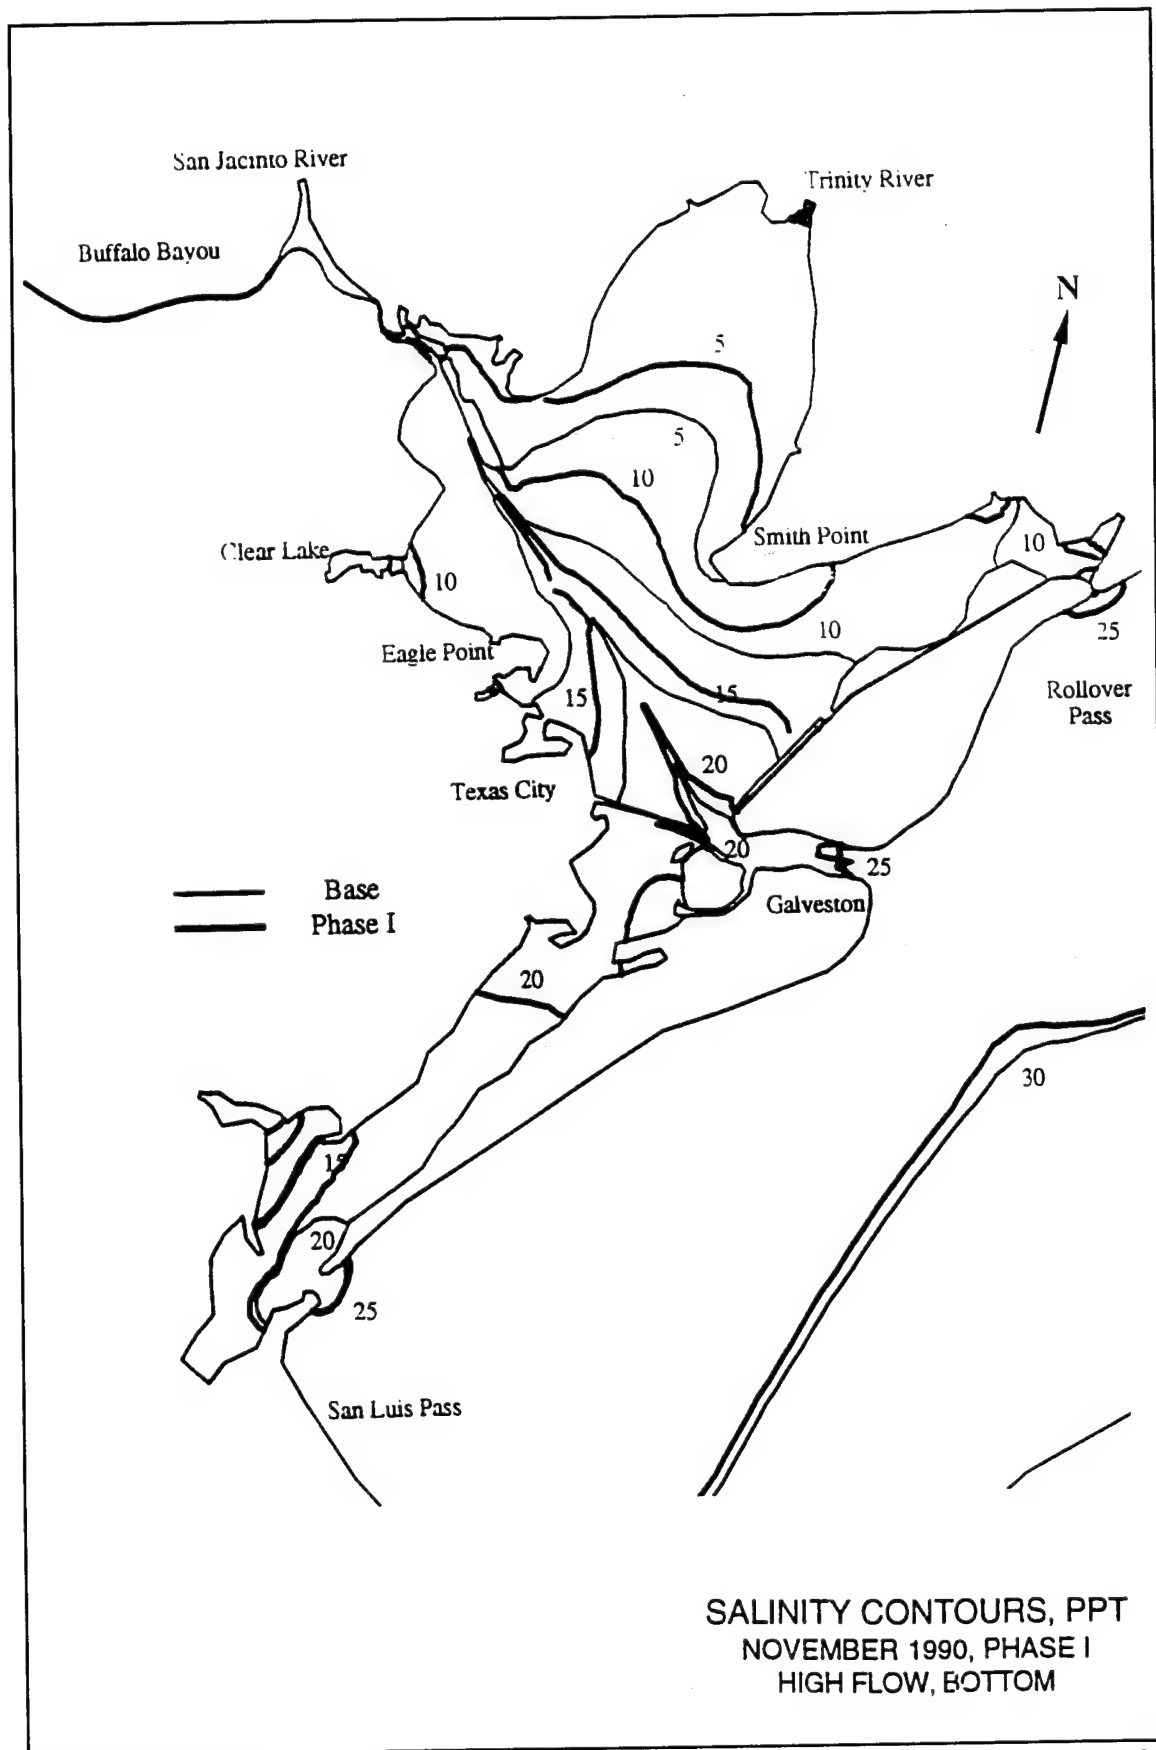 San Jacinto River
Trinity River
Buffalo Bayou
N
5
5
10
Smith Point
10
Clear Lake
10
10
25
Eagle Point
15
15
Rollover
Pass
20
Texas City
20
25
Base
Galveston
Phase I
20
30
15
20
25
San Luis Pass
SALINITY CONTOURS, PPT
NOVEMBER 1990, PHASE I
HIGH FLOW, BOTTOM